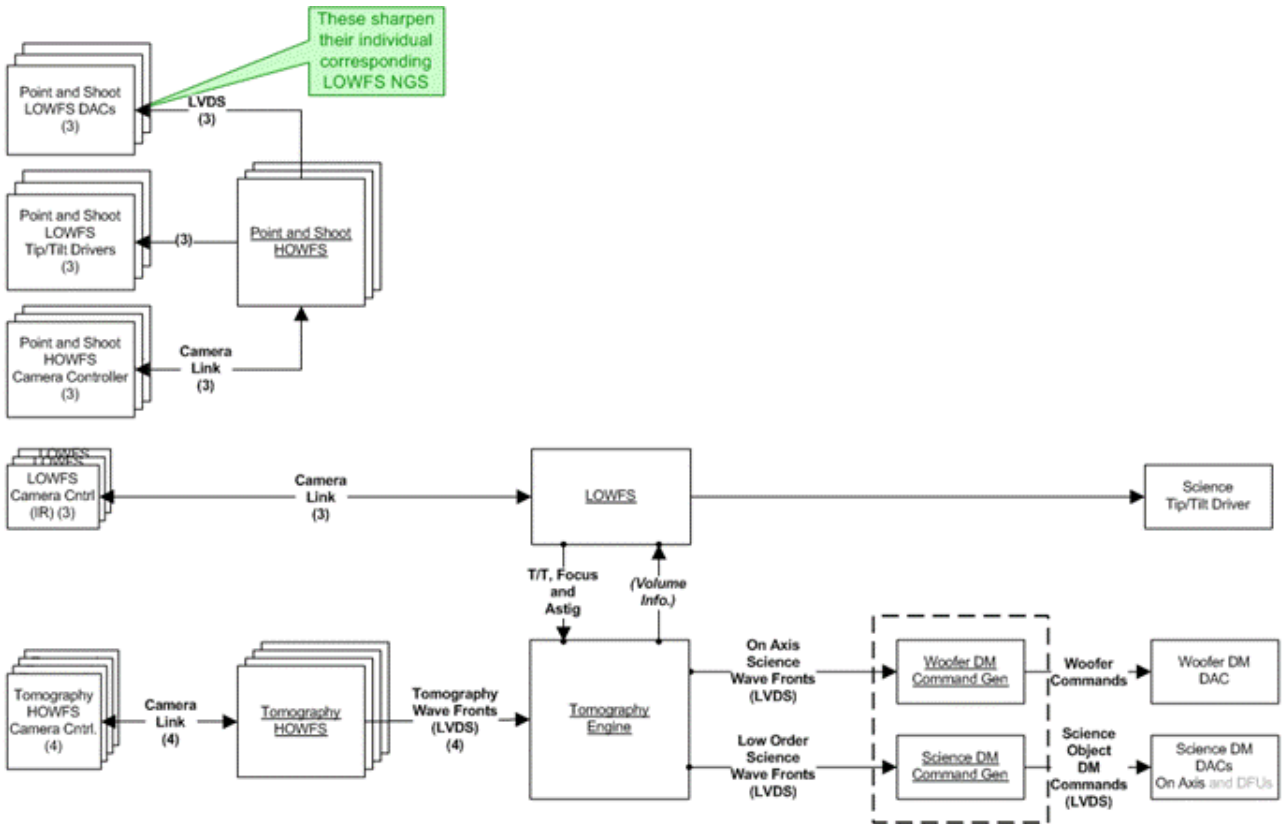 These sharpen
their individual
corresponding
LOWFS NGS
Point and Shoot
LOWFS DACs
(3)
LVDS
(3)
Point and Shoot
LOWFS
Tip/Tilt Drivers
(3)
(3)
Point and Shoot
HOWFS
Point and Shoot
HOWFS
Camera Controller
(3)
Camera
Link
(3)
LOWFS
LOWFS
LOWFS
Camera Cntrl
(IR) (3)
Camera
Link
(3)
LOWFS
Science
Tip/Tilt Driver
T/T, Focus
and
Astig
(Volume
Info.)
Tomography
HOWFS
Camera Cntrl.
(4)
Camera
Link
(4)
Tomography
HOWFS
Tomography
Wave Fronts
(LVDS)
(4)
Tomography
Engine
On Axis
Science
Wave Fronts
(LVDS)
Woofer DM
Command Gen
Woofer
Commands
Woofer DM
DAC
Low Order
Science
Wave Fronts
(LVDS)
Science DM
Command Gen
Science
Object
DM
Commands
(LVDS)
Science DM
DACs
On Axis and DFUs